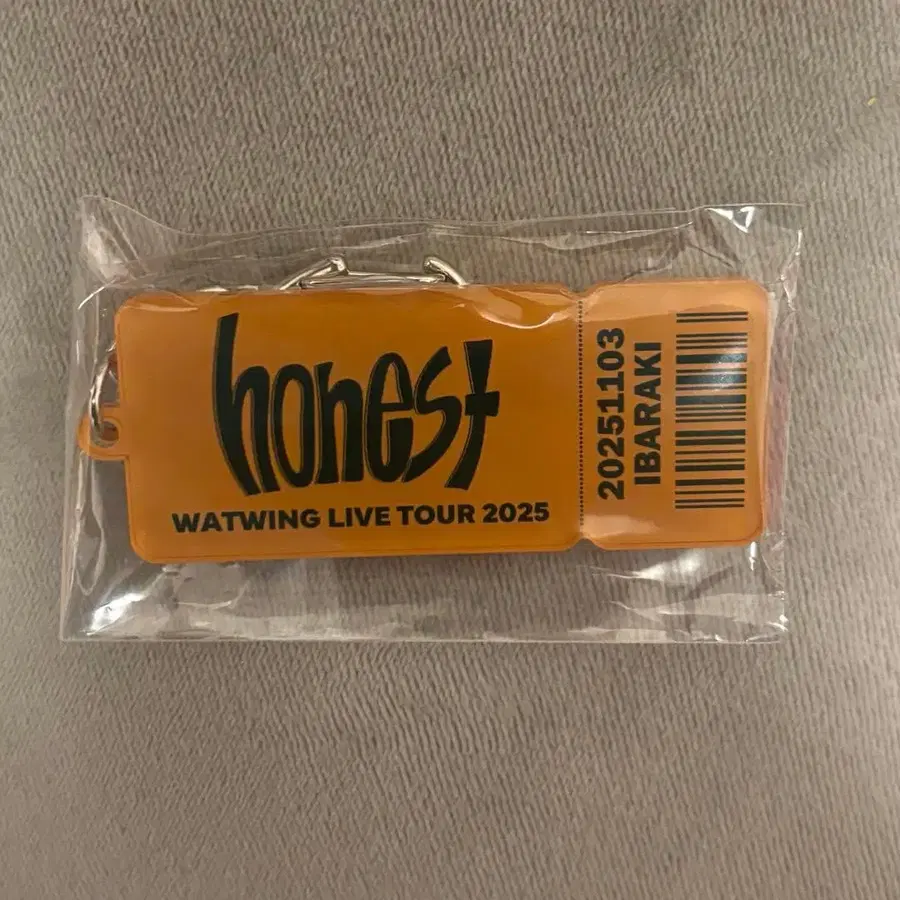 honest
WATWING LIVE TOUR 2025
20251103
IBARAKI